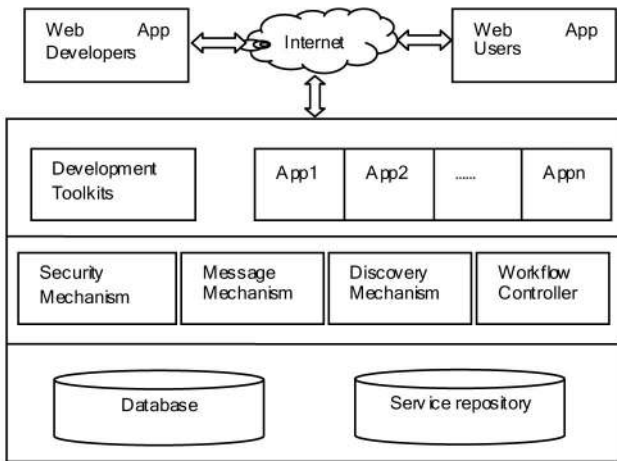 Web App
Developers
Internet
Web App
Users
Development
Toolkits
App1
App2
......
Appn
Security
Mechanism
Message
Mechanism
Discovery
Mechanism
Workflow
Controller
Database
Service repository